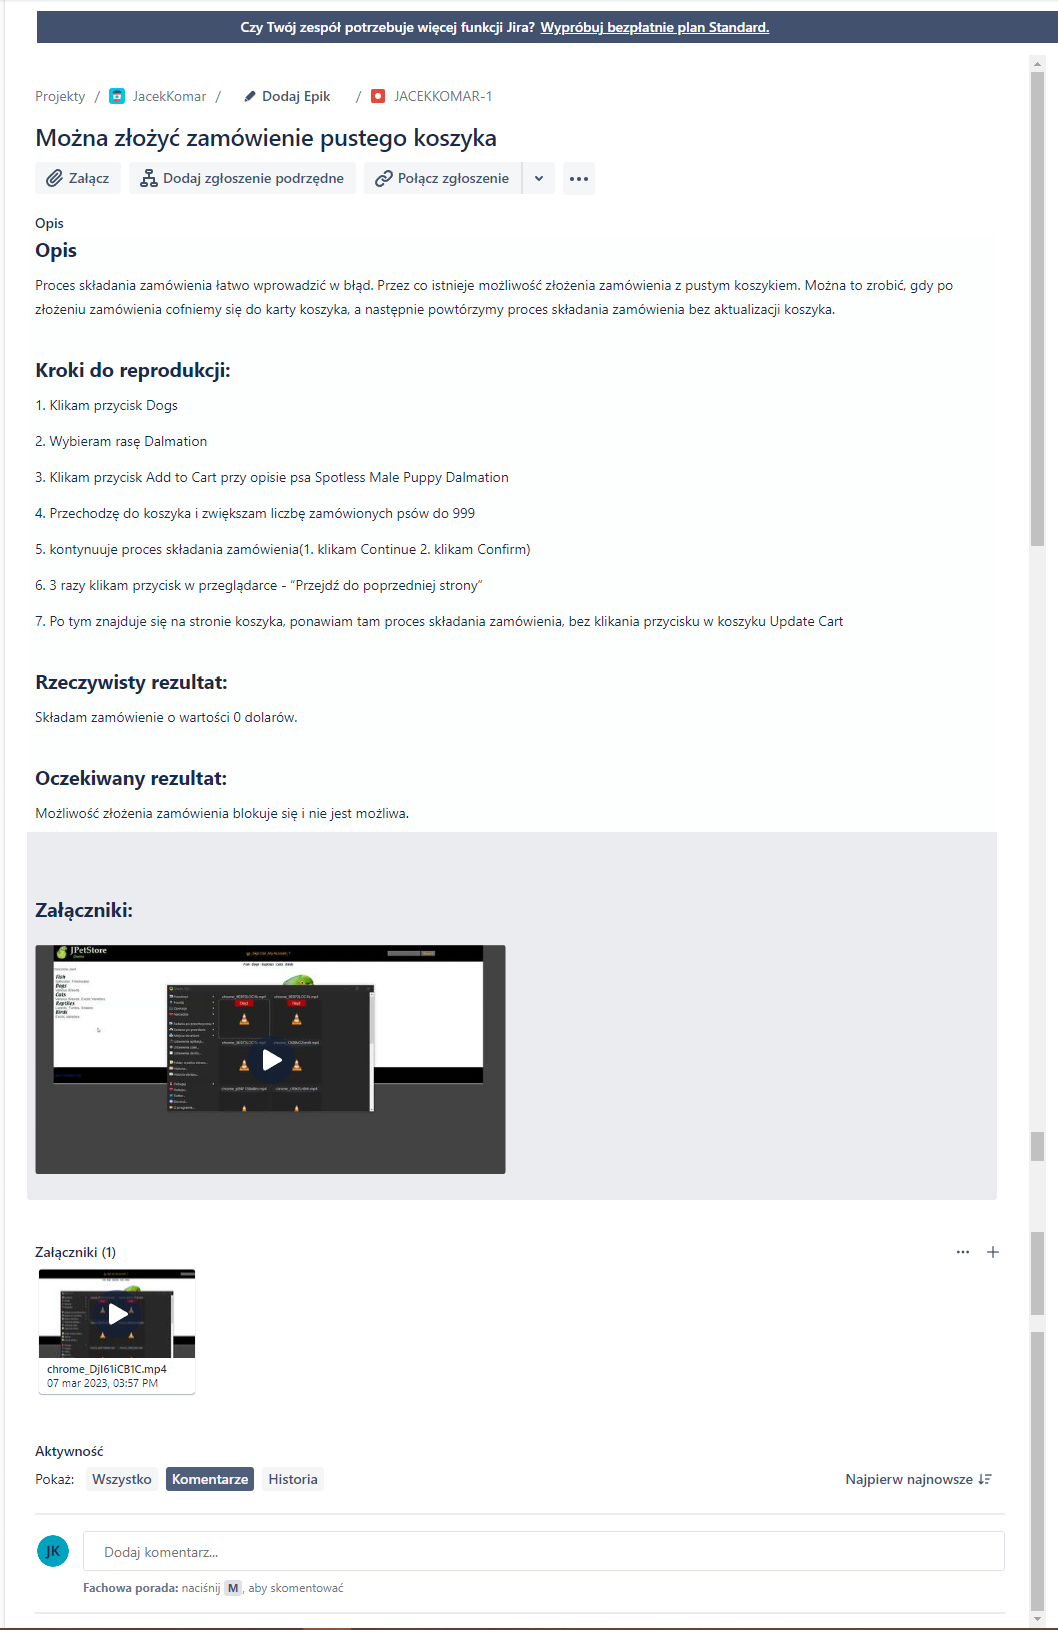 Czy Twój zespół potrzebuje więcej funkcji Jira? Wypróbuj bezpłatnie plan Standard.
Projekty / JacekKomar / Dodaj Epik / JACEKKOMAR-1
Można złożyć zamówienie pustego koszyka
Załącz Dodaj zgłoszenie podrzędne Połącz zgłoszenie
Opis
Opis
Proces składania zamówienia łatwo wprowadzić w błąd. Przez co istnieje możliwość złożenia zamówienia z pustym koszykiem. Można to zrobić, gdy po
złożeniu zamówienia cofniemy się do karty koszyka, a następnie powtórzymy proces składania zamówienia bez aktualizacji koszyka.
Kroki do reprodukcji:
1. Klikam przycisk Dogs
2. Wybieram rasę Dalmation
3. Klikam przycisk Add to Cart przy opisie psa Spotless Male Puppy Dalmation
4. Przechodzę do koszyka i zwiększam liczbę zamówionych psów do 999
5. kontynuuje proces składania zamówienia(1. klikam Continue 2. klikam Confirm)
6. 3 razy klikam przycisk w przeglądarce - “Przejdź do poprzedniej strony”
7. Po tym znajduje się na stronie koszyka, ponawiam tam proces składania zamówienia, bez klikania przycisku w koszyku Update Cart
Rzeczywisty rezultat:
Składam zamówienie o wartości 0 dolarów.
Oczekiwany rezultat:
Możliwość złożenia zamówienia blokuje się i nie jest możliwa.
Załączniki:
JPetStore
Fish
Dogs
Cats
Reptiles
Birds
Załączniki (1)
chrome_DjI61iCB1C.mp4
07 mar 2023, 03:57 PM
Aktywność
Pokaż: Wszystko Komentarze Historia Najpierw najnowsze
JK Dodaj komentarz...
Fachowa porada: naciśnij M, aby skomentować